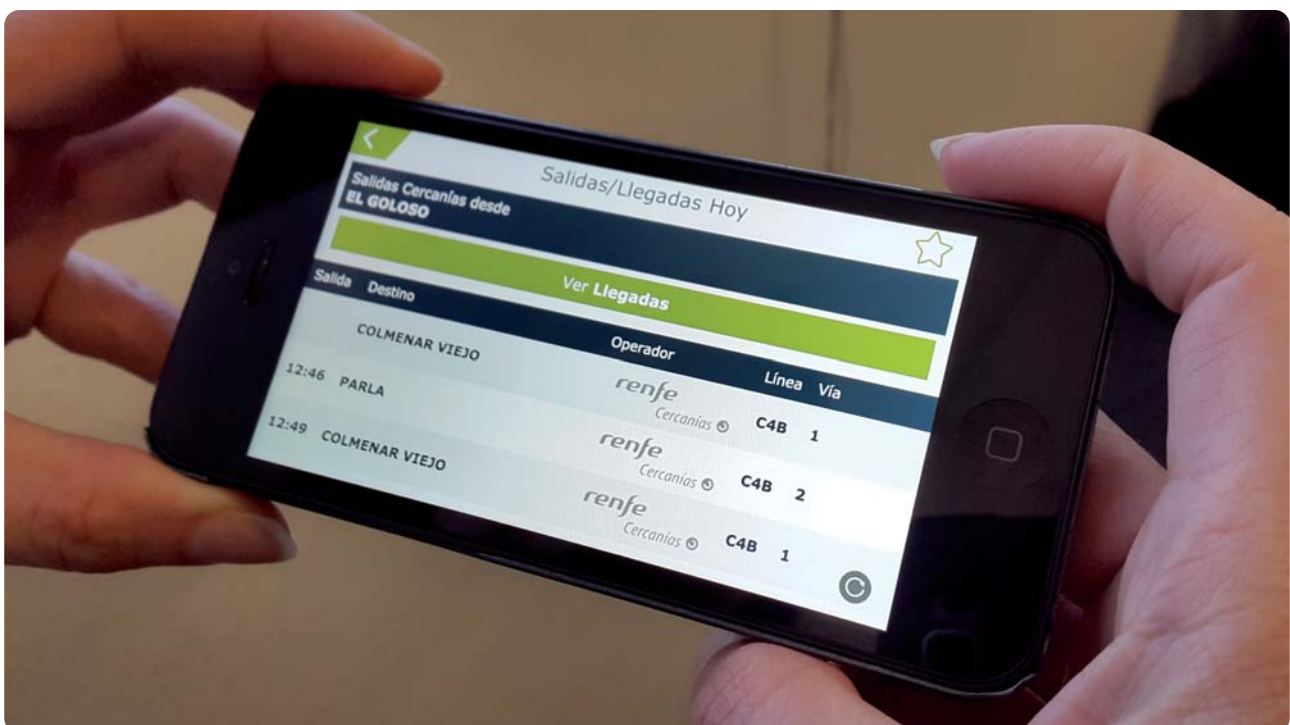 Salidas/Llegadas Hoy
Salidas Cercanías desde
EL GOLOSO
Ver Llegadas
Salida Destino Operador Línea Vía
COLMENAR VIEJO renfe Cercanías C4B 1
12:46 PARLA renfe Cercanías C4B 2
12:49 COLMENAR VIEJO renfe Cercanías C4B 1